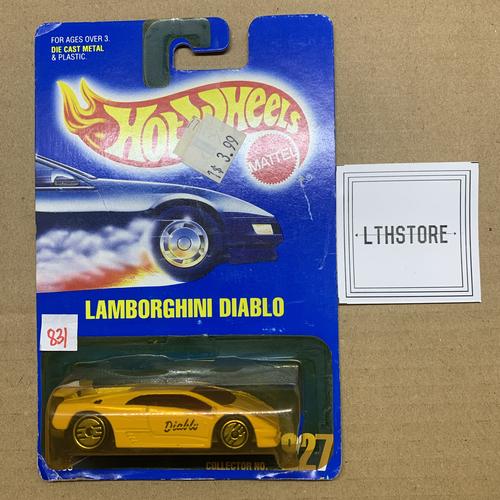 FOR AGES OVER 3.
DIE CAST METAL
& PLASTIC.
Hot Wheels
MATTEL
3.99
LTHSTORE
LAMBORGHINI DIABLO
831
Diablo
COLLECTOR NO.
227